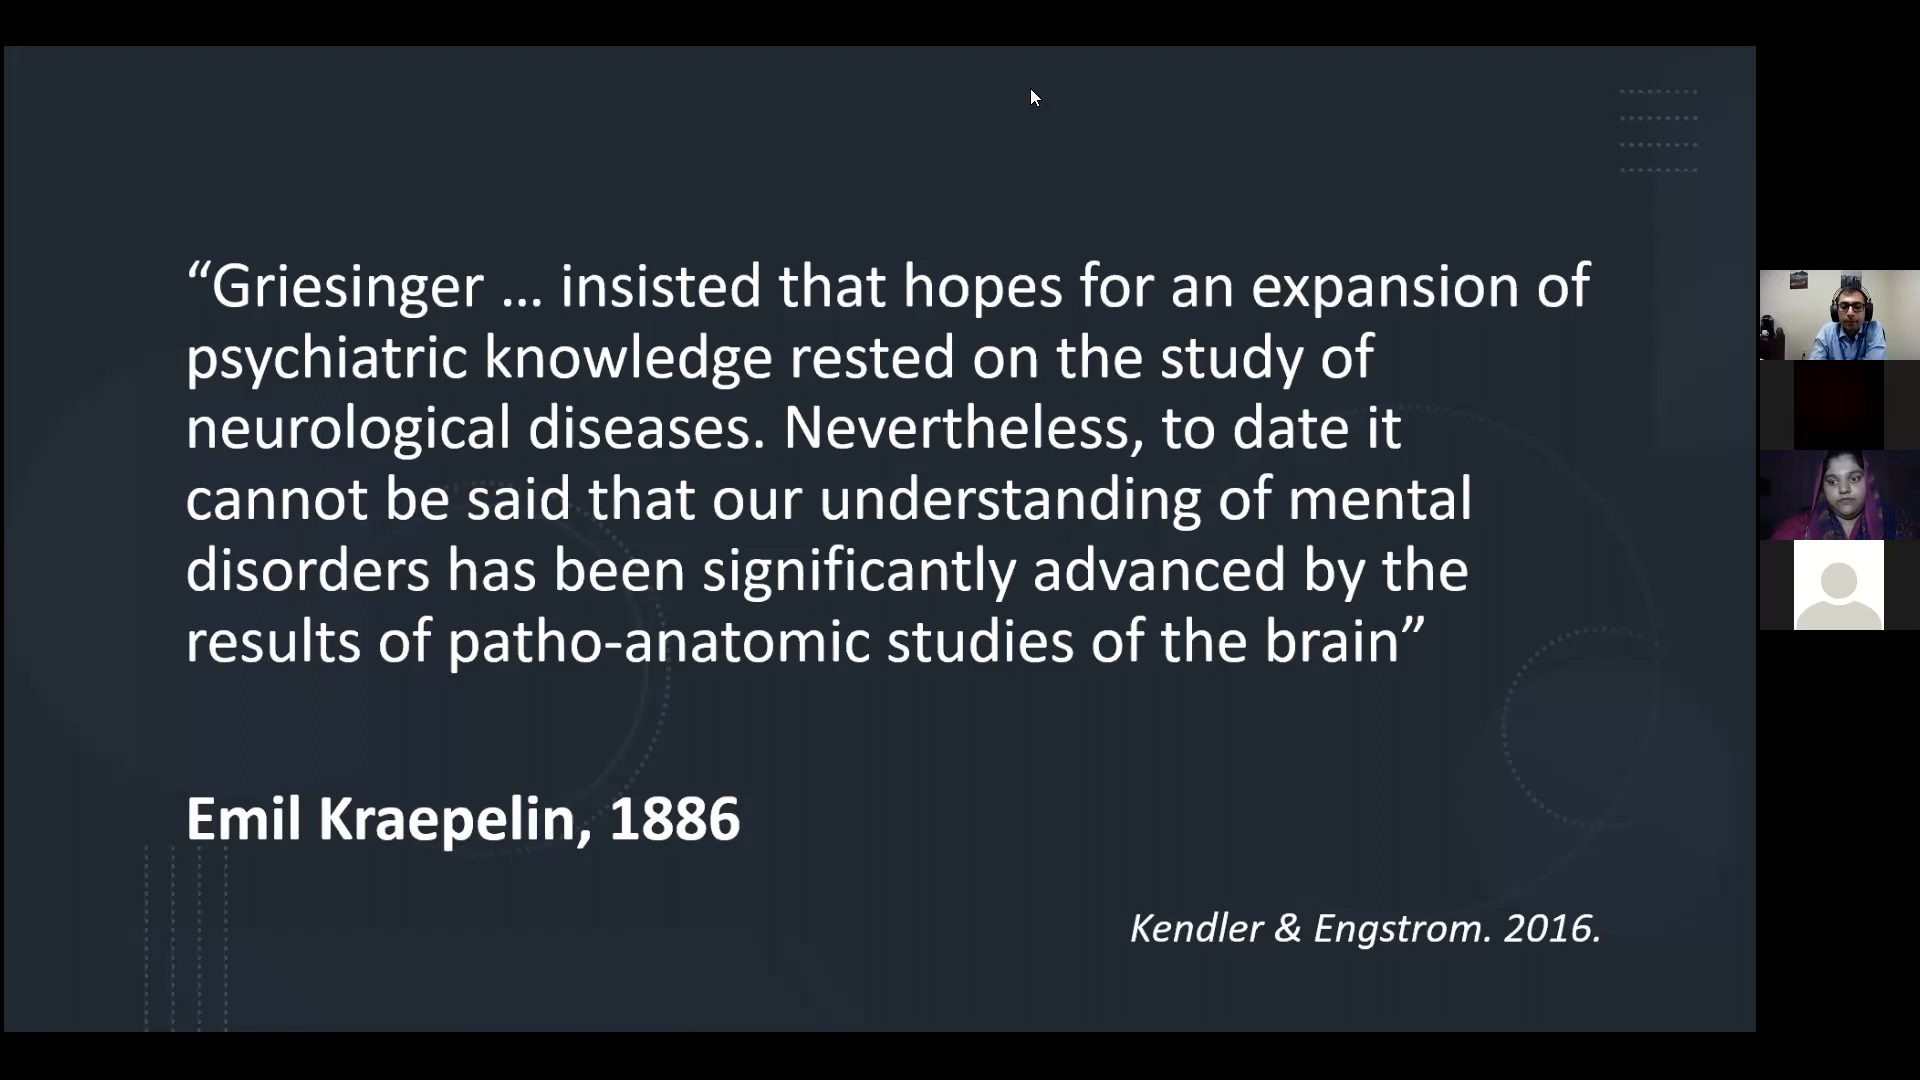 “Griesinger ... insisted that hopes for an expansion of
psychiatric knowledge rested on the study of
neurological diseases. Nevertheless, to date it
cannot be said that our understanding of mental
disorders has been significantly advanced by the
results of patho-anatomic studies of the brain”
Emil Kraepelin, 1886
Kendler & Engstrom. 2016.